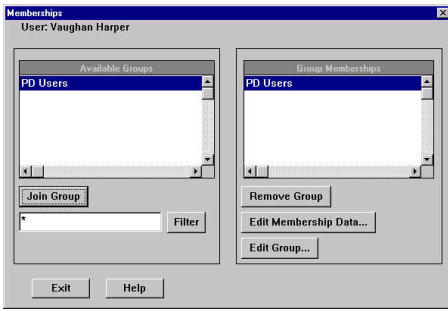 Memberships
User: Vaughan Harper
Available Groups
PD Users
Join Group
*
Filter
Group Memberships
PD Users
Remove Group
Edit Membership Data...
Edit Group...
Exit
Help